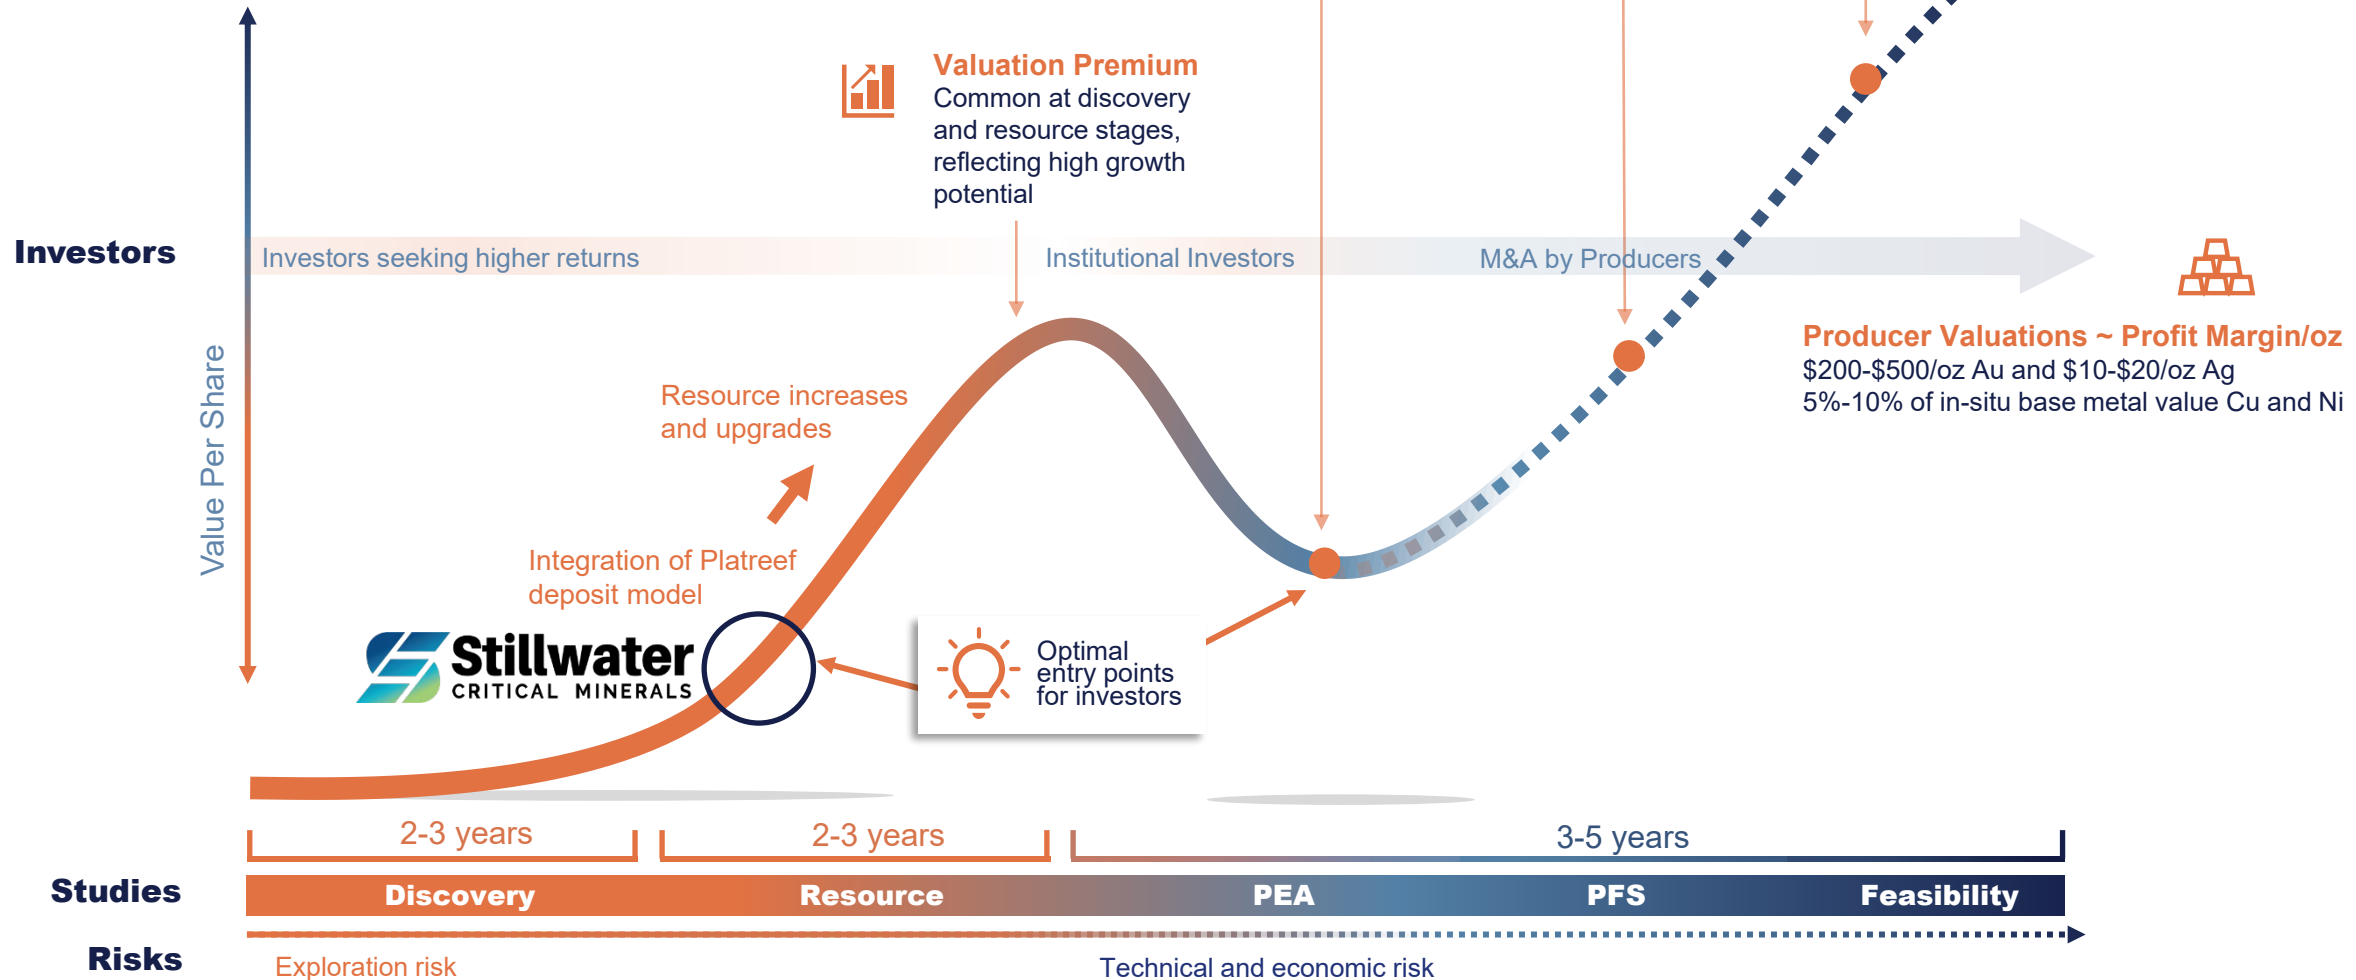 Valuation Premium
Common at discovery
and resource stages,
reflecting high growth
potential
Investors
Investors seeking higher returns
Institutional Investors
M&A by Producers
Producer Valuations ~ Profit Margin/oz
$200-$500/oz Au and $10-$20/oz Ag
5%-10% of in-situ base metal value Cu and Ni
Value Per Share
Resource increases
and upgrades
Integration of Platreef
deposit model
Stillwater
CRITICAL MINERALS
Optimal
entry points
for investors
2-3 years
2-3 years
3-5 years
Studies
Discovery
Resource
PEA
PFS
Feasibility
Risks
Exploration risk
Technical and economic risk